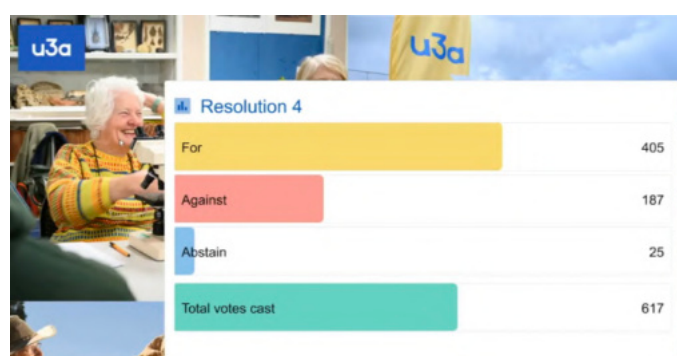 u3a
u3a
Resolution 4
For 405
Against 187
Abstain 25
Total votes cast 617